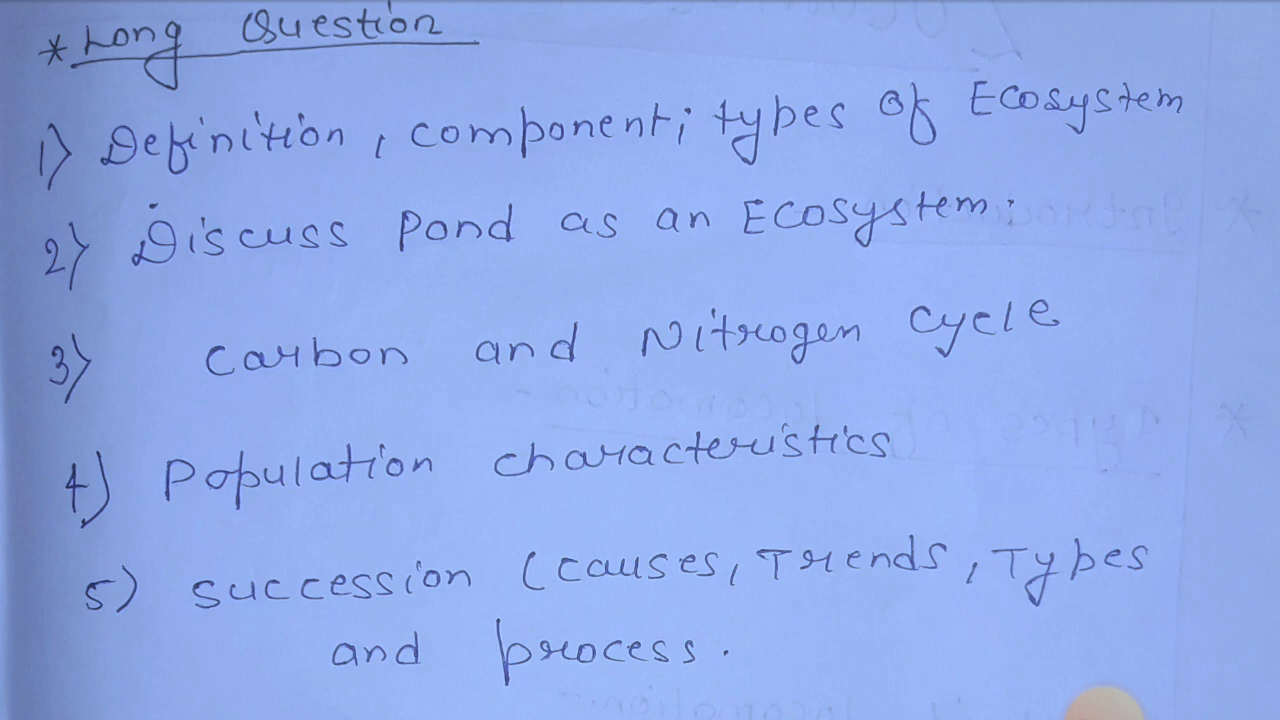 * Long Question
1) Definition, component, types of Ecosystem
2) Discuss Pond as an Ecosystem.
3) Carbon and Nitrogen cycle
4) Population characteristics
5) Succession (Causes, Trends, Types
and process.